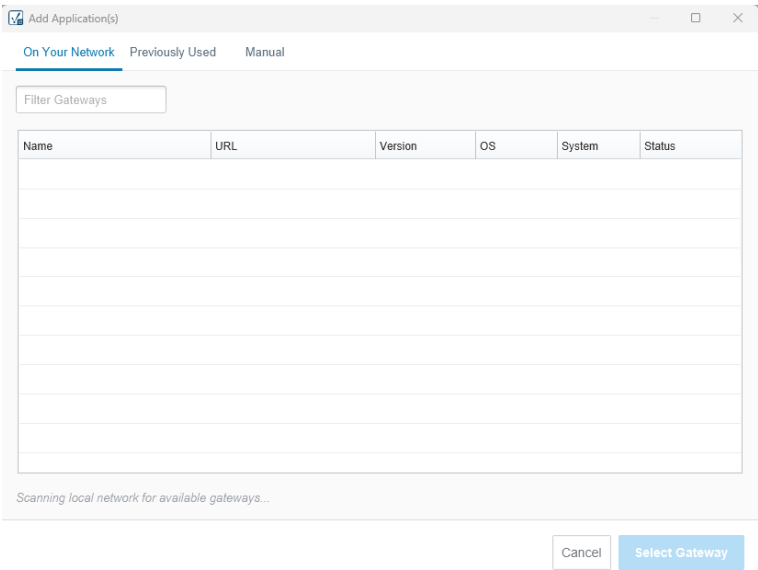 Add Application(s)
On Your Network Previously Used Manual
Filter Gateways
Name URL Version OS System Status
Scanning local network for available gateways...
Cancel Select Gateway